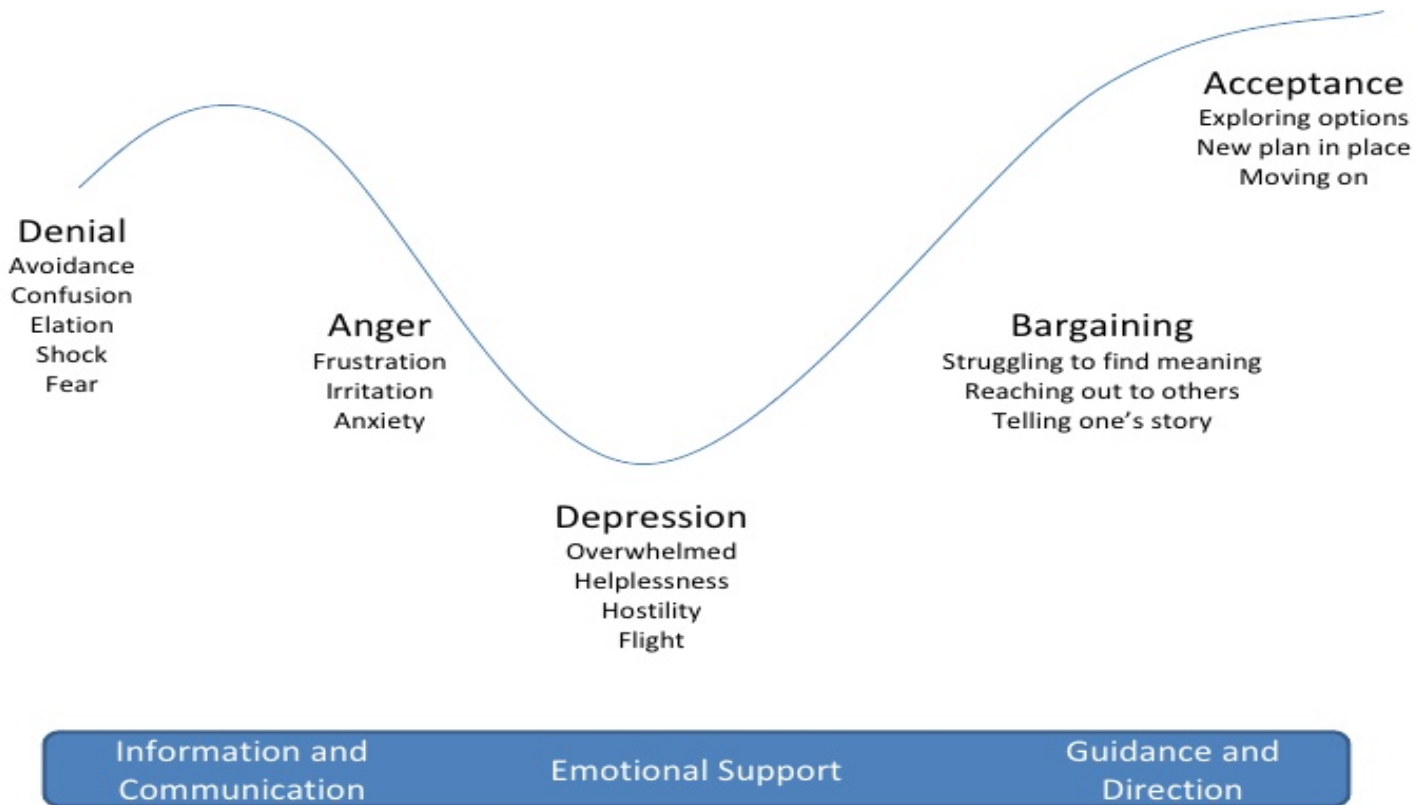 Denial
Avoidance
Confusion
Elation
Shock
Fear
Anger
Frustration
Irritation
Anxiety
Depression
Overwhelmed
Helplessness
Hostility
Flight
Bargaining
Struggling to find meaning
Reaching out to others
Telling one’s story
Acceptance
Exploring options
New plan in place
Moving on
Information and
Communication
Emotional Support
Guidance and
Direction